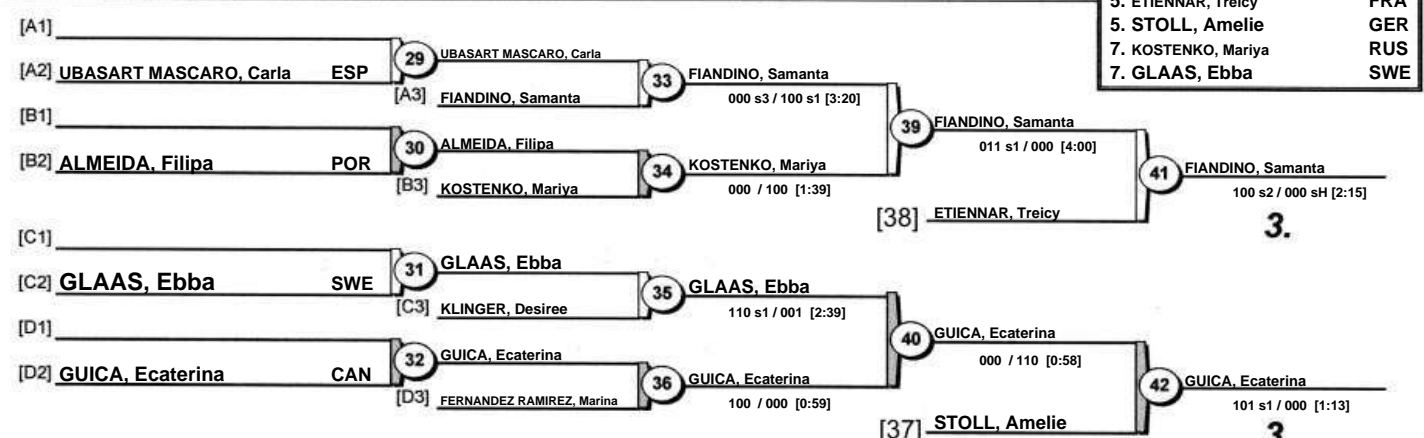 5. ETIENNAR, Treicy FRA
5. STOLL, Amelie GER
7. KOSTENKO, Mariya RUS
7. GLAAS, Ebba SWE
[A1]
[A2] UBASART MASCARO, Carla ESP
29
UBASART MASCARO, Carla
[A3] FIANDINO, Samanta
33
FIANDINO, Samanta
000 s3 / 100 s1 [3:20]
[B1]
[B2] ALMEIDA, Filipa POR
30
ALMEIDA, Filipa
[B3] KOSTENKO, Mariya
34
KOSTENKO, Mariya
000 / 100 [1:39]
39
FIANDINO, Samanta
011 s1 / 000 [4:00]
[38] ETIENNAR, Treicy
41
FIANDINO, Samanta
100 s2 / 000 sH [2:15]
3.
[C1]
[C2] GLAAS, Ebba SWE
31
GLAAS, Ebba
[C3] KLINGER, Desiree
35
GLAAS, Ebba
110 s1 / 001 [2:39]
[D1]
[D2] GUICA, Ecaterina CAN
32
GUICA, Ecaterina
[D3] FERNANDEZ RAMIREZ, Marina
36
GUICA, Ecaterina
100 / 000 [0:59]
40
GUICA, Ecaterina
000 / 110 [0:58]
[37] STOLL, Amelie
42
GUICA, Ecaterina
101 s1 / 000 [1:13]
3